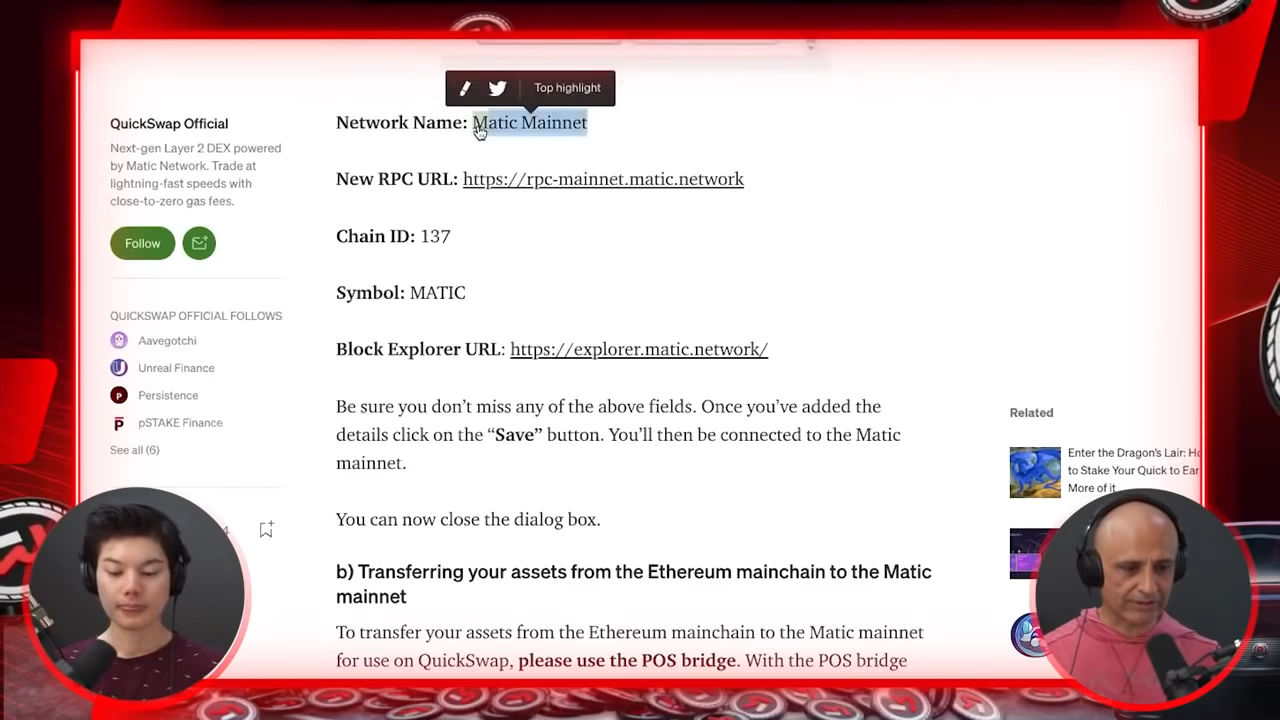 Top highlight
QuickSwap Official
Next-gen Layer 2 DEX powered
by Matic Network. Trade at
lightning-fast speeds with
close-to-zero gas fees.
Follow
QUICKSWAP OFFICIAL FOLLOWS
Aavegotchi
Unreal Finance
Persistence
pSTAKE Finance
See all (6)
Network Name: Matic Mainnet
New RPC URL: https://rpc-mainnet.matic.network
Chain ID: 137
Symbol: MATIC
Block Explorer URL: https://explorer.matic.network/
Be sure you don’t miss any of the above fields. Once you’ve added the
details click on the “Save” button. You’ll then be connected to the Matic
mainnet.
You can now close the dialog box.
b) Transferring your assets from the Ethereum mainchain to the Matic
mainnet
To transfer your assets from the Ethereum mainchain to the Matic mainnet
for use on QuickSwap, please use the POS bridge. With the POS bridge
Related
Enter the Dragon’s Lair:
to Stake Your Quick to Ear
More of it